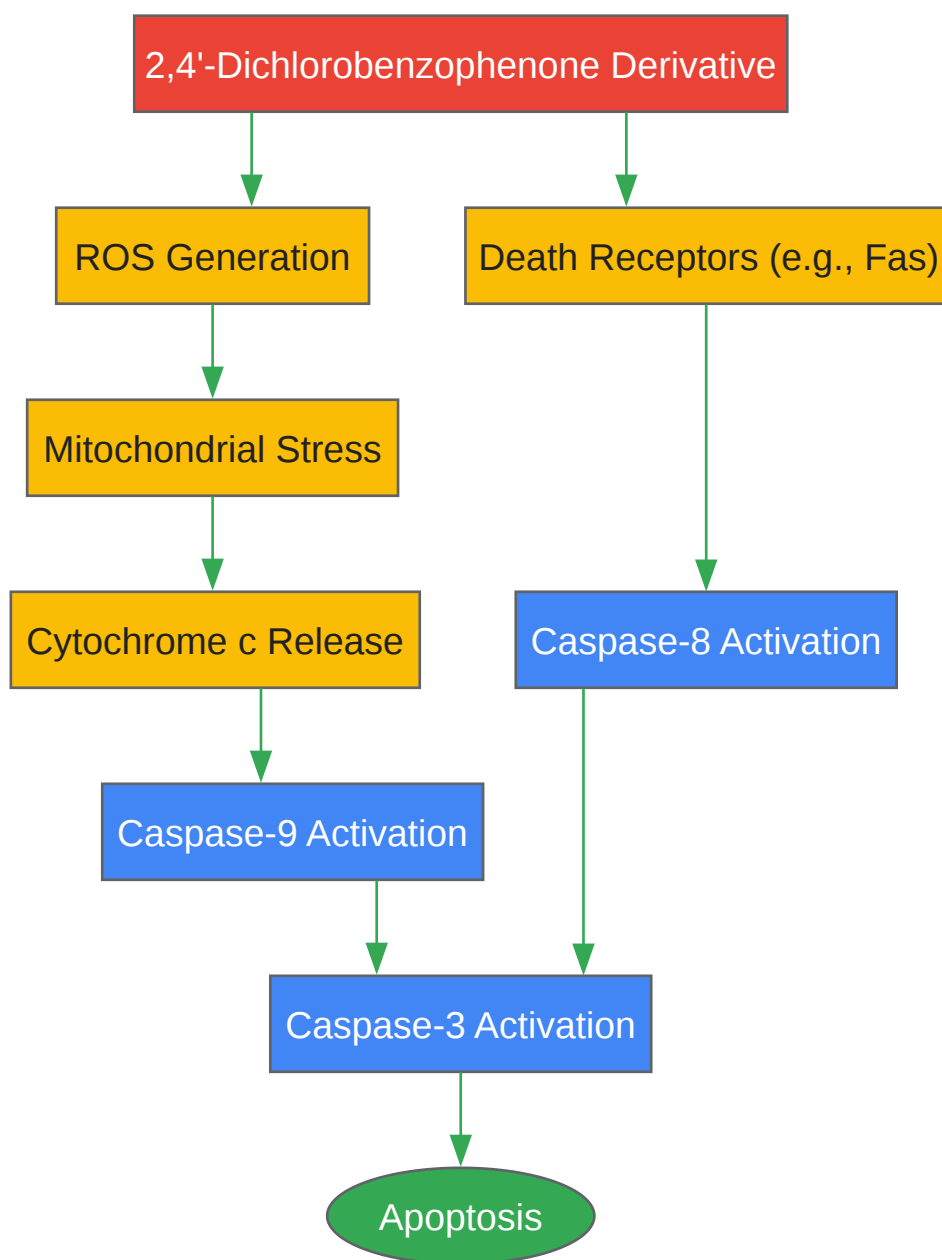 2,4'-Dichlorobenzophenone Derivative
ROS Generation
Death Receptors (e.g., Fas)
Mitochondrial Stress
Cytochrome c Release
Caspase-8 Activation
Caspase-9 Activation
Caspase-3 Activation
Apoptosis